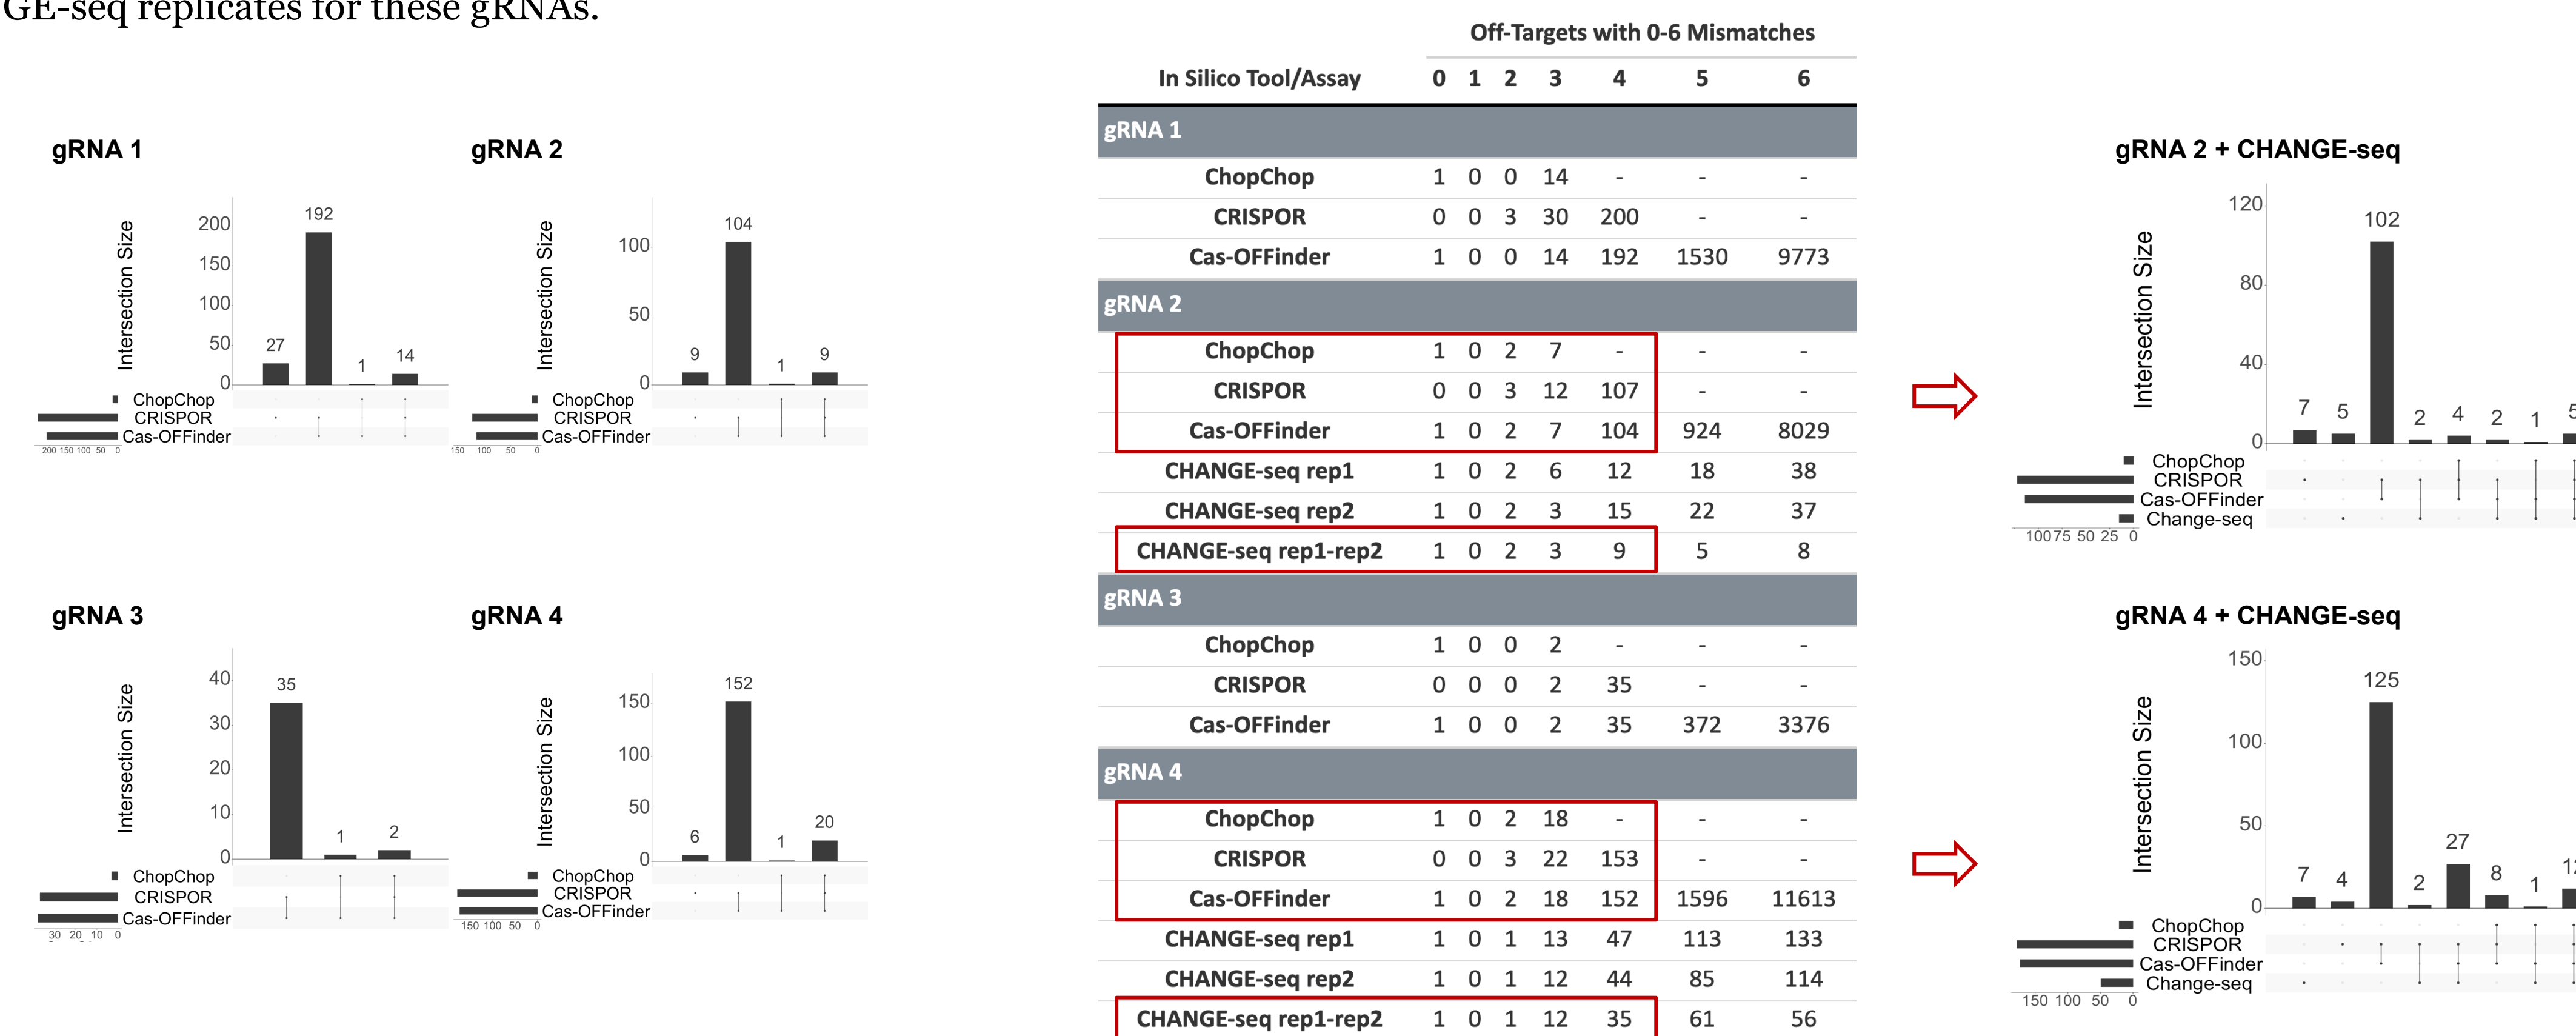 GE-seq replicates for these gRNAs.
gRNA 1
Intersection Size
200
150
100
50
0
27
192
1
14
ChopChop
CRISPOR
Cas-OFFinder
200 150 100 50 0
gRNA 2
Intersection Size
100
50
0
9
104
1
9
ChopChop
CRISPOR
Cas-OFFinder
150 100 50 0
gRNA 3
Intersection Size
40
30
20
10
0
35
1
2
ChopChop
CRISPOR
Cas-OFFinder
30 20 10 0
gRNA 4
Intersection Size
150
100
50
0
6
152
1
20
ChopChop
CRISPOR
Cas-OFFinder
150 100 50 0
Off-Targets with 0-6 Mismatches
In Silico Tool/Assay 0 1 2 3 4 5 6
gRNA 1
ChopChop 1 0 0 14 - - -
CRISPOR 0 0 3 30 200 - -
Cas-OFFinder 1 0 0 14 192 1530 9773
gRNA 2
ChopChop 1 0 2 7 - - -
CRISPOR 0 0 3 12 107 - -
Cas-OFFinder 1 0 2 7 104 924 8029
CHANGE-seq rep1 1 0 2 6 12 18 38
CHANGE-seq rep2 1 0 2 3 15 22 37
CHANGE-seq rep1-rep2 1 0 2 3 9 5 8
gRNA 3
ChopChop 1 0 0 2 - - -
CRISPOR 0 0 0 2 35 - -
Cas-OFFinder 1 0 0 2 35 372 3376
gRNA 4
ChopChop 1 0 2 18 - - -
CRISPOR 0 0 3 22 153 - -
Cas-OFFinder 1 0 2 18 152 1596 11613
CHANGE-seq rep1 1 0 1 13 47 113 133
CHANGE-seq rep2 1 0 1 12 44 85 114
CHANGE-seq rep1-rep2 1 0 1 12 35 61 56
gRNA 2 + CHANGE-seq
Intersection Size
120
80
40
0
7
5
102
2
4
2
1
5
ChopChop
CRISPOR
Cas-OFFinder
Change-seq
100 75 50 25 0
gRNA 4 + CHANGE-seq
Intersection Size
150
100
50
0
7
4
125
2
27
8
1
12
ChopChop
CRISPOR
Cas-OFFinder
Change-seq
150 100 50 0